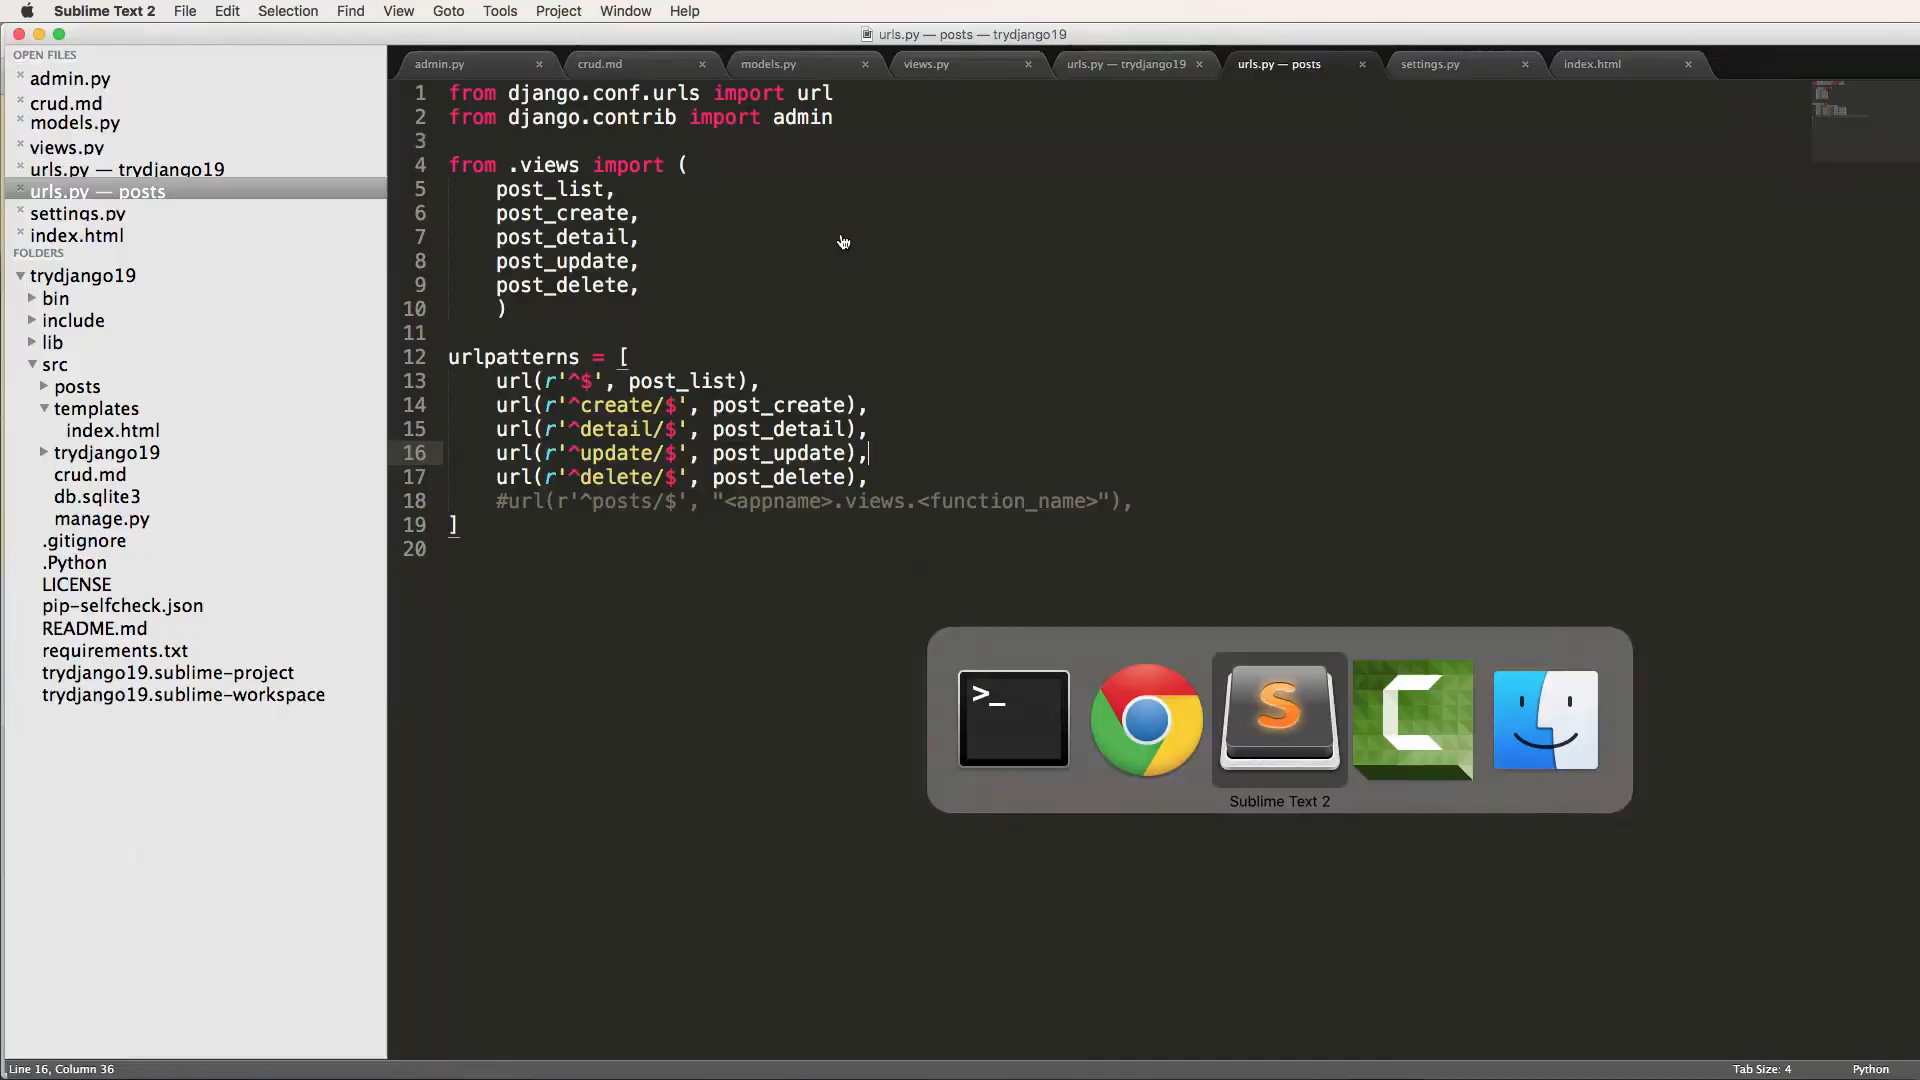 Sublime Text 2 File Edit Selection Find View Goto Tools Project Window Help
urls.py — posts — trydjango19
OPEN FILES
admin.py
crud.md
models.py
views.py
urls.py — trydjango19
urls.py — posts
settings.py
index.html
FOLDERS
trydjango19
bin
include
lib
src
posts
templates
index.html
trydjango19
crud.md
db.sqlite3
manage.py
.gitignore
.Python
LICENSE
pip-selfcheck.json
README.md
requirements.txt
trydjango19.sublime-project
trydjango19.sublime-workspace
admin.py crud.md models.py views.py urls.py — trydjango19 urls.py — posts settings.py index.html
1 from django.conf.urls import url
2 from django.contrib import admin
3
4 from .views import (
5 post_list,
6 post_create,
7 post_detail,
8 post_update,
9 post_delete,
10 )
11
12 urlpatterns = [
13 url(r'^$', post_list),
14 url(r'^create/$', post_create),
15 url(r'^detail/$', post_detail),
16 url(r'^update/$', post_update),
17 url(r'^delete/$', post_delete),
18 #url(r'^posts/$', "<appname>.views.<function_name>"),
19 ]
20
>_
S
C
Sublime Text 2
Line 16, Column 36
Tab Size: 4 Python